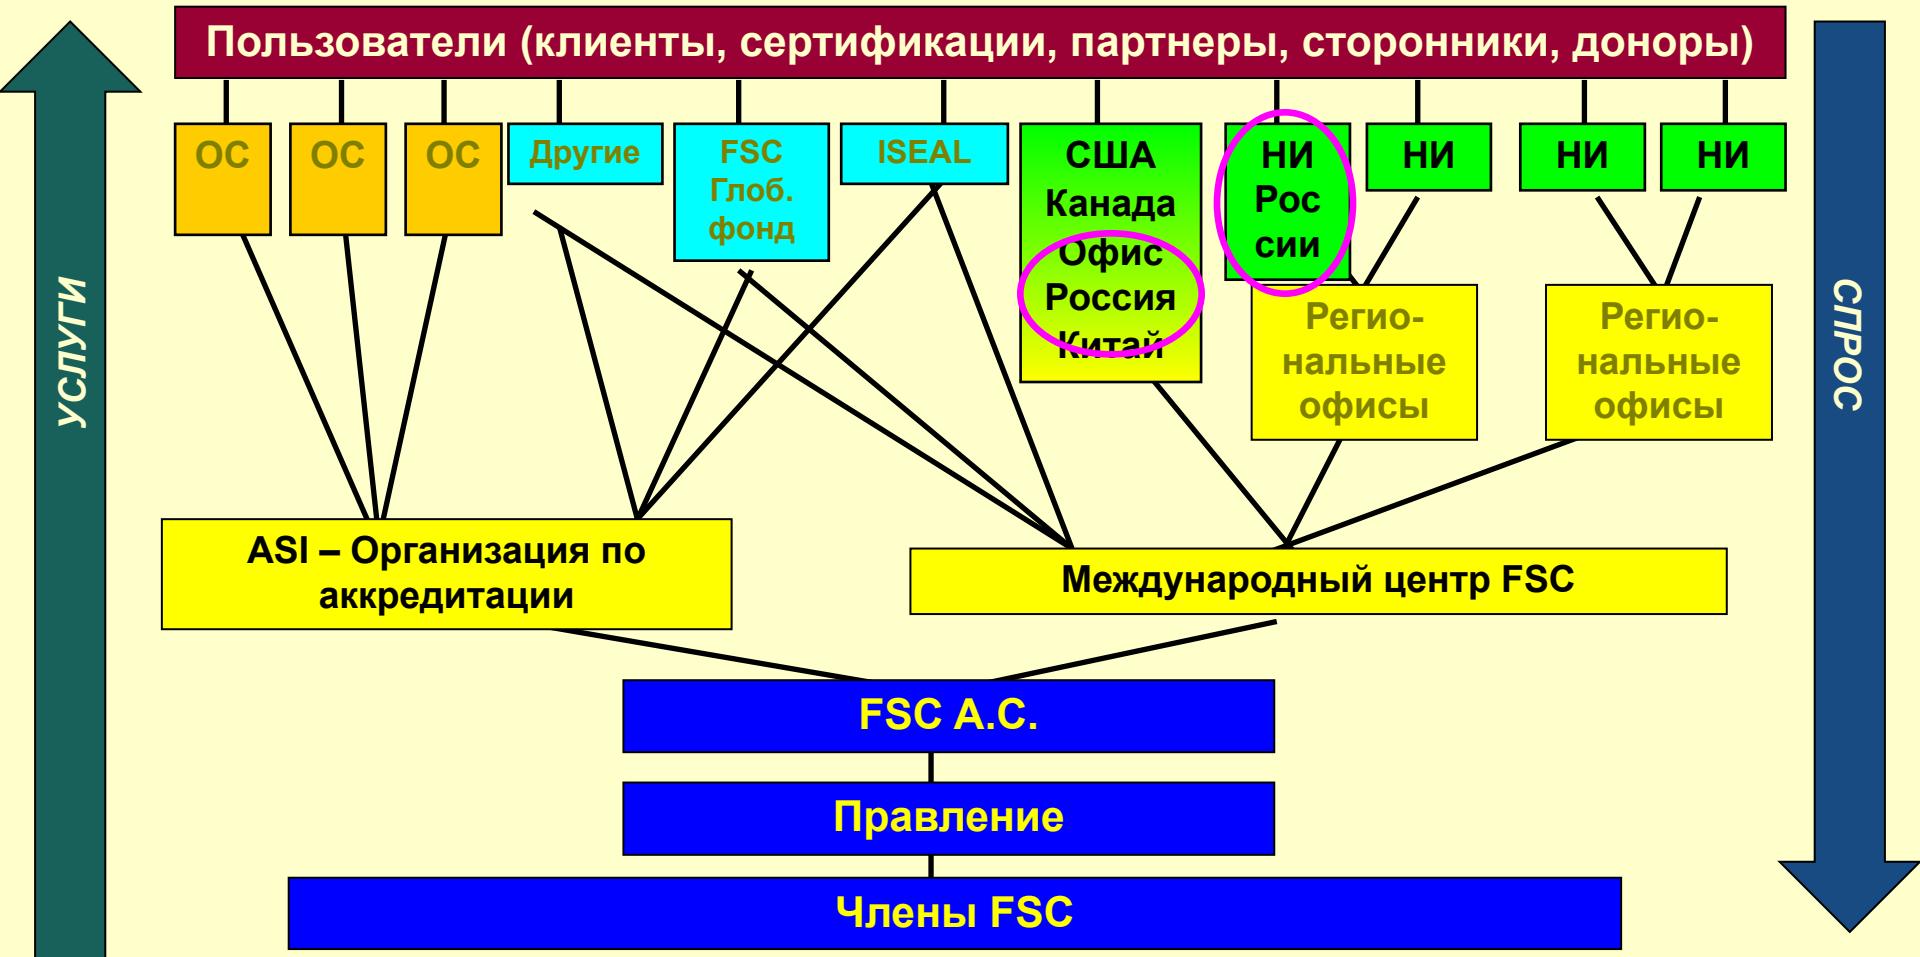 Пользователи (клиенты, сертификации, партнеры, сторонники, доноры)
УСЛУГИ
СПРОС
ОС
ОС
ОС
Другие
FSC
Глоб.
фонд
ISEAL
США
Канада
Офис
Россия
Китай
НИ
Рос
сии
НИ
НИ
НИ
Регио-
нальные
офисы
Регио-
нальные
офисы
ASI – Организация по
аккредитации
Международный центр FSC
FSC A.C.
Правление
Члены FSC